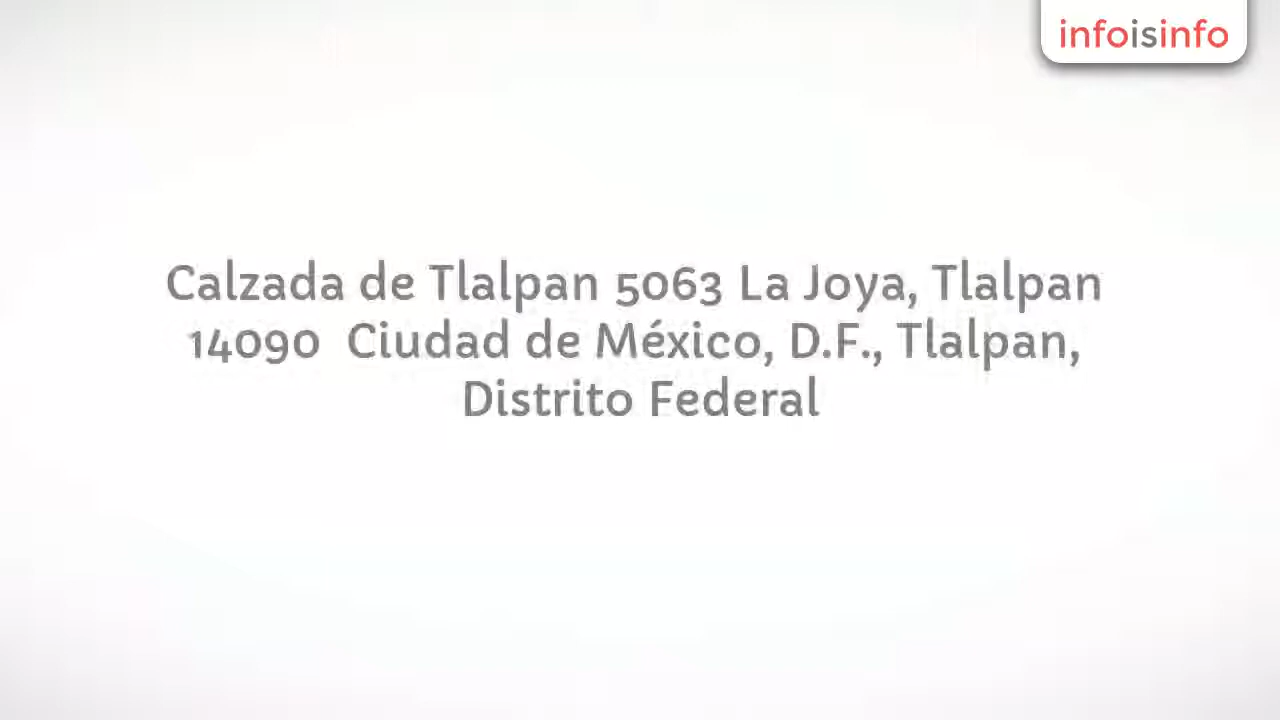 infoisinfo
Calzada de Tlalpan 5063 La Joya, Tlalpan
14090  Ciudad de México, D.F., Tlalpan,
Distrito Federal